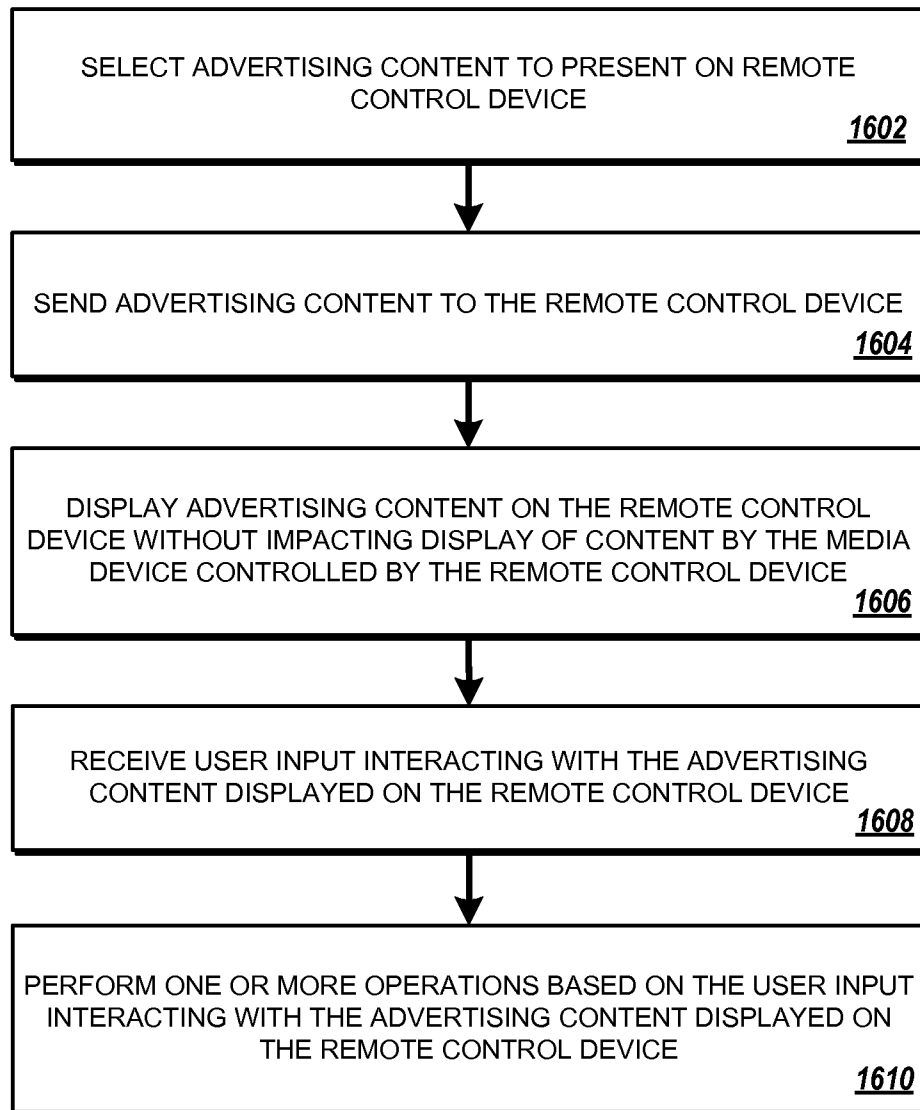 SELECT ADVERTISING CONTENT TO PRESENT ON REMOTE
CONTROL DEVICE
1602
SEND ADVERTISING CONTENT TO THE REMOTE CONTROL DEVICE
1604
DISPLAY ADVERTISING CONTENT ON THE REMOTE CONTROL
DEVICE WITHOUT IMPACTING DISPLAY OF CONTENT BY THE MEDIA
DEVICE CONTROLLED BY THE REMOTE CONTROL DEVICE
1606
RECEIVE USER INPUT INTERACTING WITH THE ADVERTISING
CONTENT DISPLAYED ON THE REMOTE CONTROL DEVICE
1608
PERFORM ONE OR MORE OPERATIONS BASED ON THE USER INPUT
INTERACTING WITH THE ADVERTISING CONTENT DISPLAYED ON
THE REMOTE CONTROL DEVICE
1610